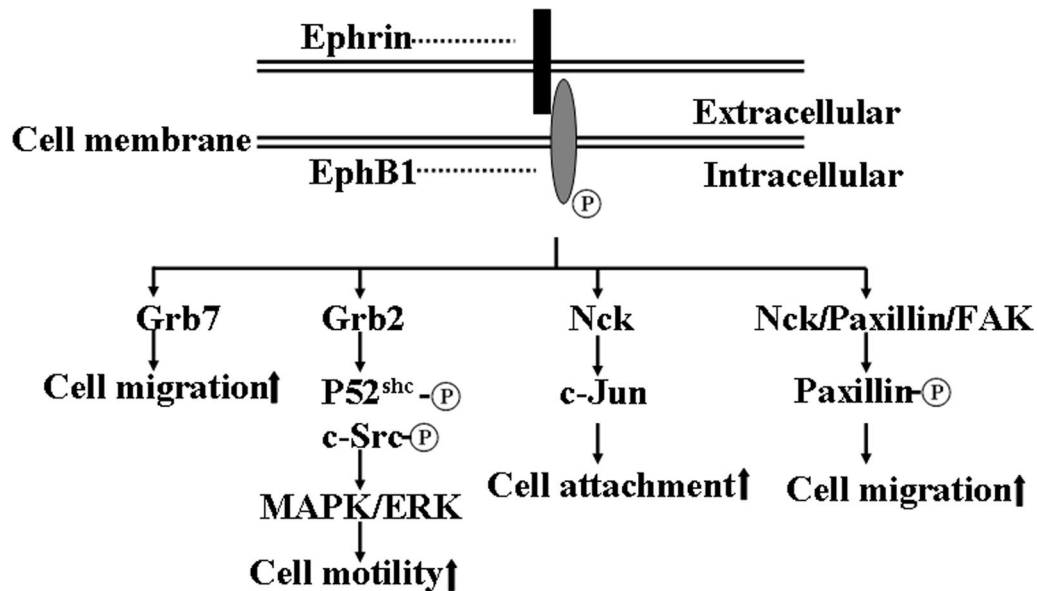 Ephrin
Extracellular
Cell membrane
EphB1
Intracellular
P
Grb7
Grb2
Nck
Nck/Paxillin/FAK
Cell migration
P52shc -P
c-Jun
Paxillin-P
c-Src-P
Cell attachment
Cell migration
MAPK/ERK
Cell motility